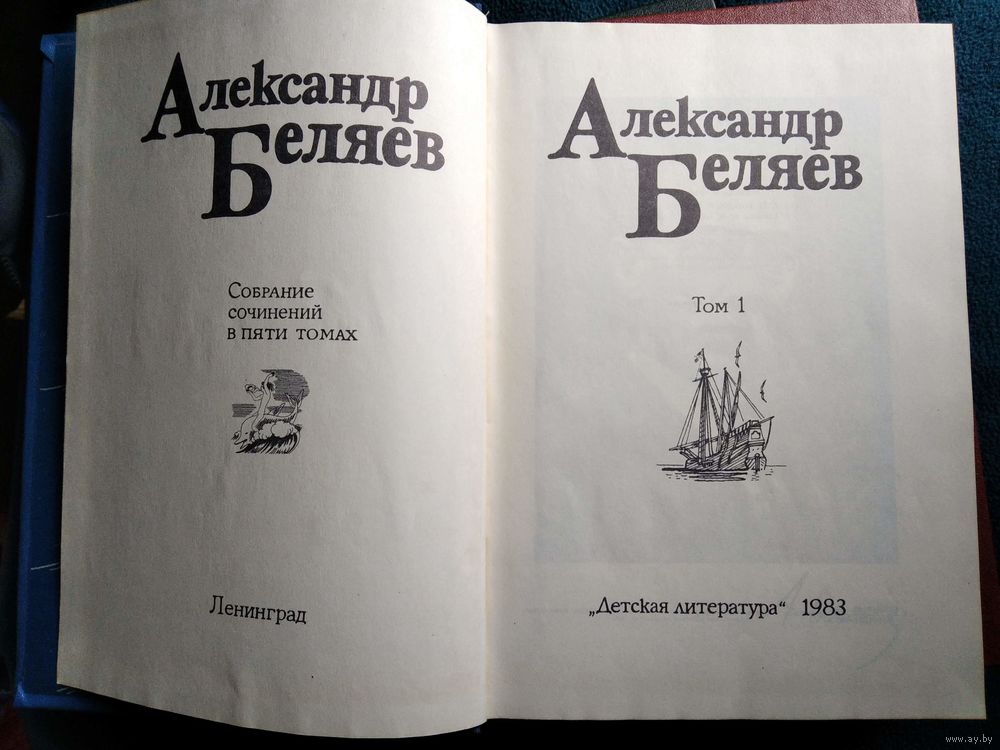 Александр
Беляев
Собрание
сочинений
в пяти томах
Ленинград
Александр
Беляев
Том 1
„Детская литература“ 1983
www.ay.by